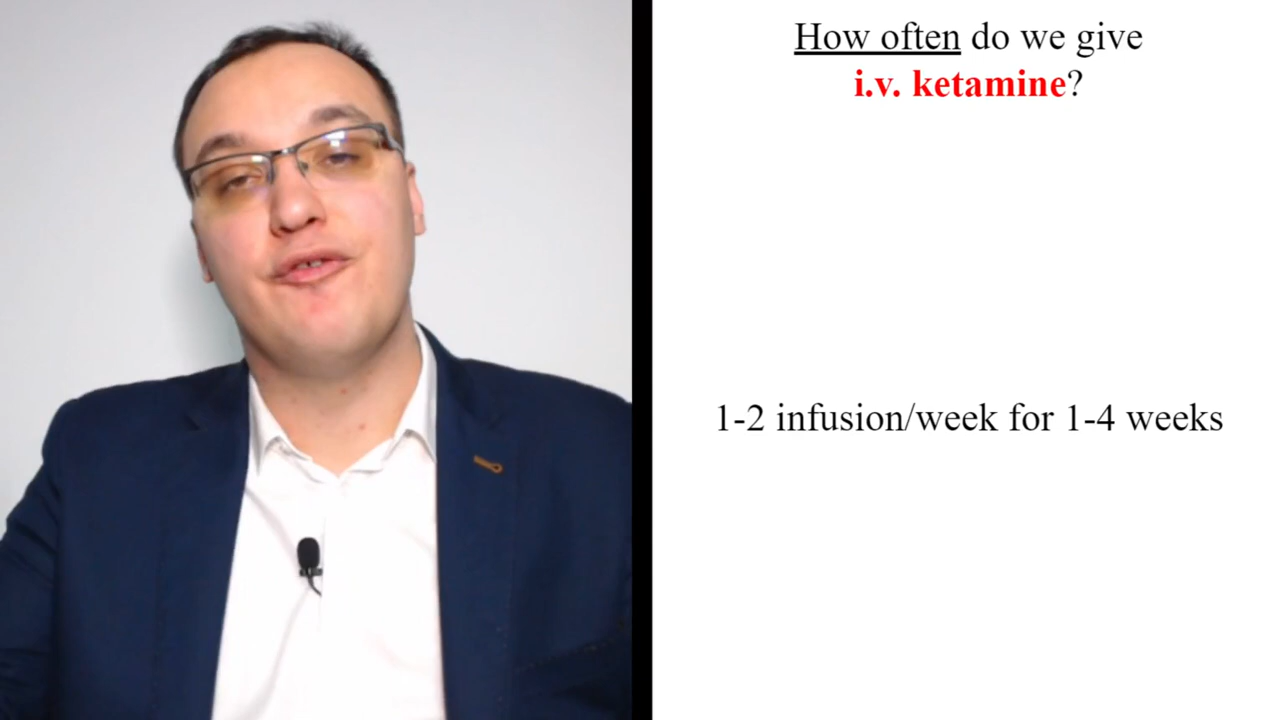 How often do we give
i.v. ketamine?
1-2 infusion/week for 1-4 weeks